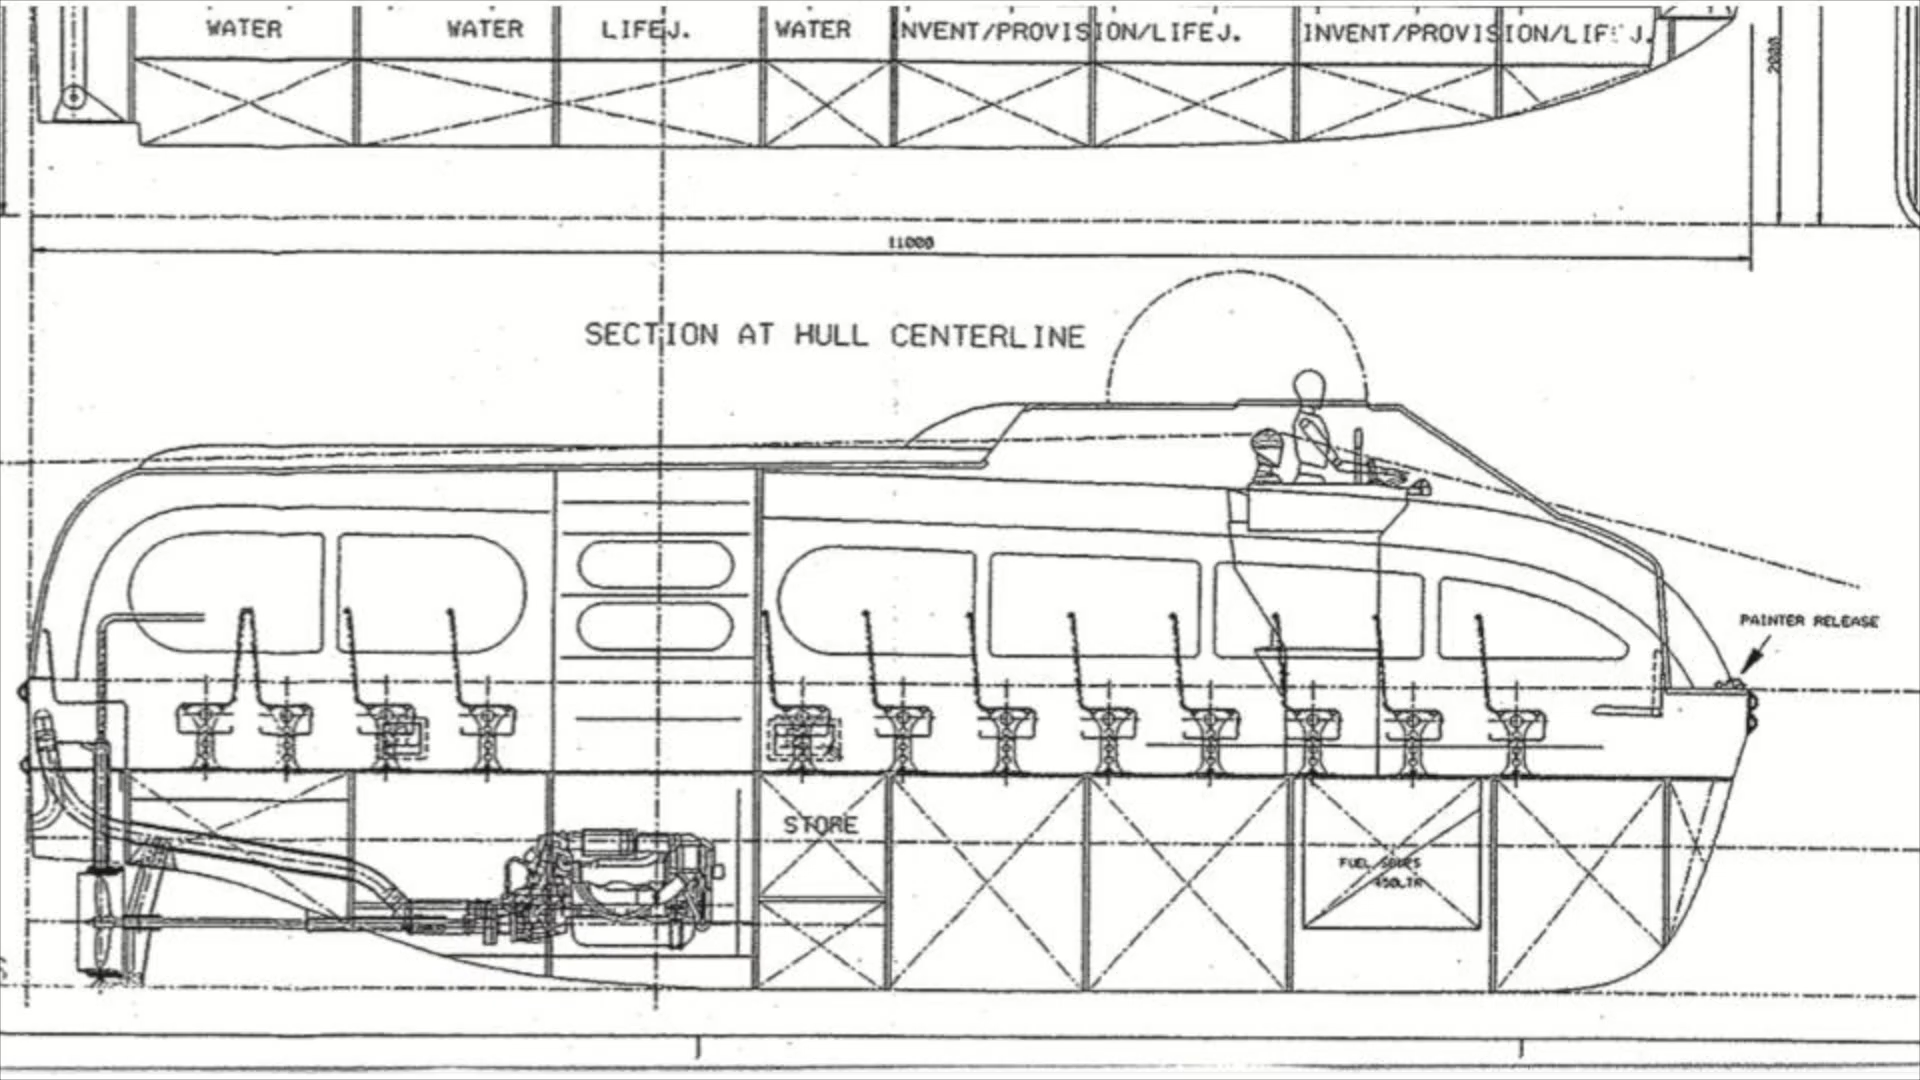 WATER WATER LIFEJ. WATER INVENT/PROVISION/LIFEJ. INVENT/PROVISION/LIFEJ.
2000
11000
SECTION AT HULL CENTERLINE
PAINTER RELEASE
STORE
FUEL
450LTR